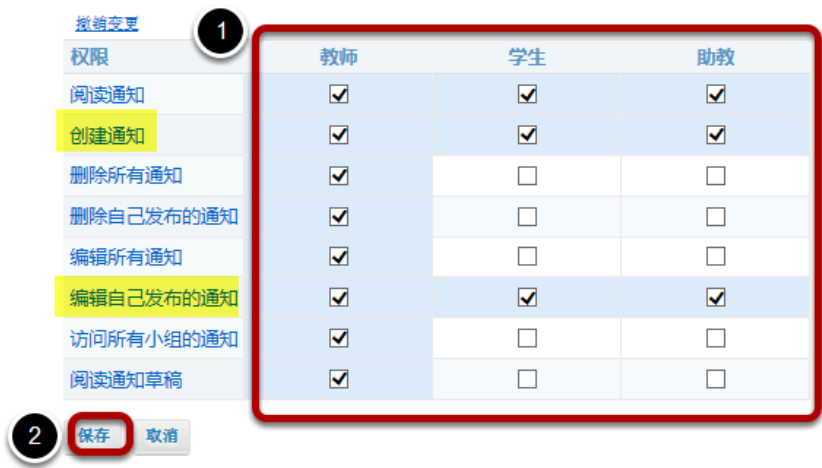 撤销变更
1
权限 教师 学生 助教
阅读通知
创建通知
删除所有通知
删除自己发布的通知
编辑所有通知
编辑自己发布的通知
访问所有小组的通知
阅读通知草稿
2 保存 取消